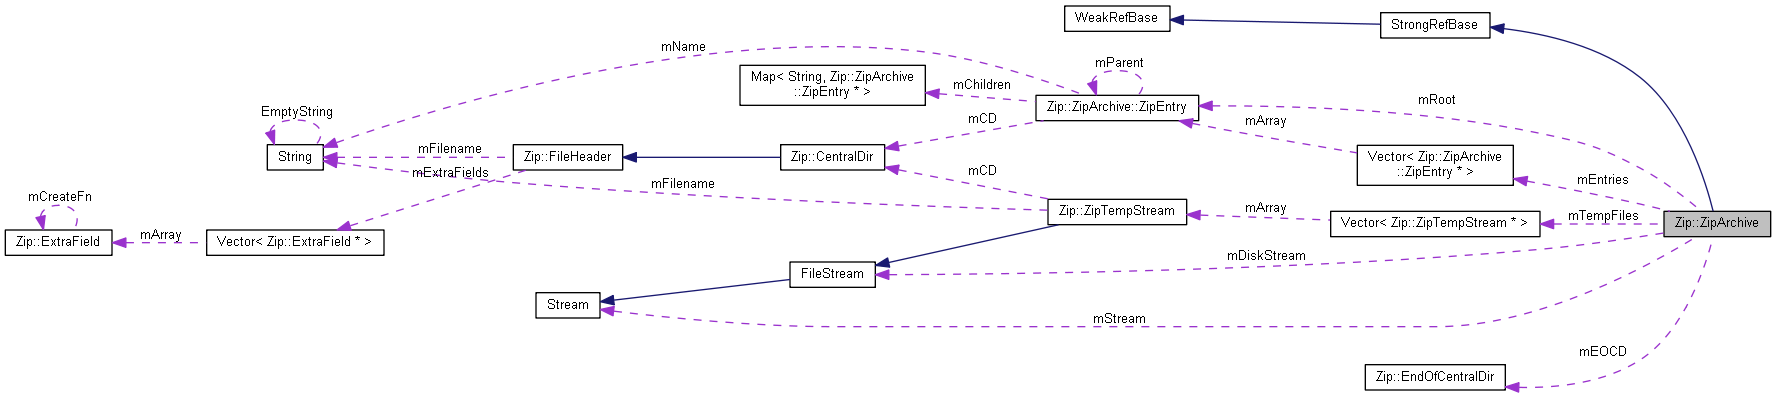 WeakRefBase
StrongRefBase
mName
mParent
Map< String, Zip::ZipArchive
::ZipEntry * >
mChildren
Zip::ZipArchive::ZipEntry
mRoot
EmptyString
mCD
mArray
String
mFilename
Zip::FileHeader
Zip::CentralDir
Vector< Zip::ZipArchive
::ZipEntry * >
mExtraFields
mFilename
mCD
mEntries
mCreateFn
Zip::ZipTempStream
mArray
Vector< Zip::ZipTempStream * >
mTempFiles
Zip::ZipArchive
Zip::ExtraField
mArray
Vector< Zip::ExtraField * >
mDiskStream
FileStream
Stream
mStream
mEOCD
Zip::EndOfCentralDir